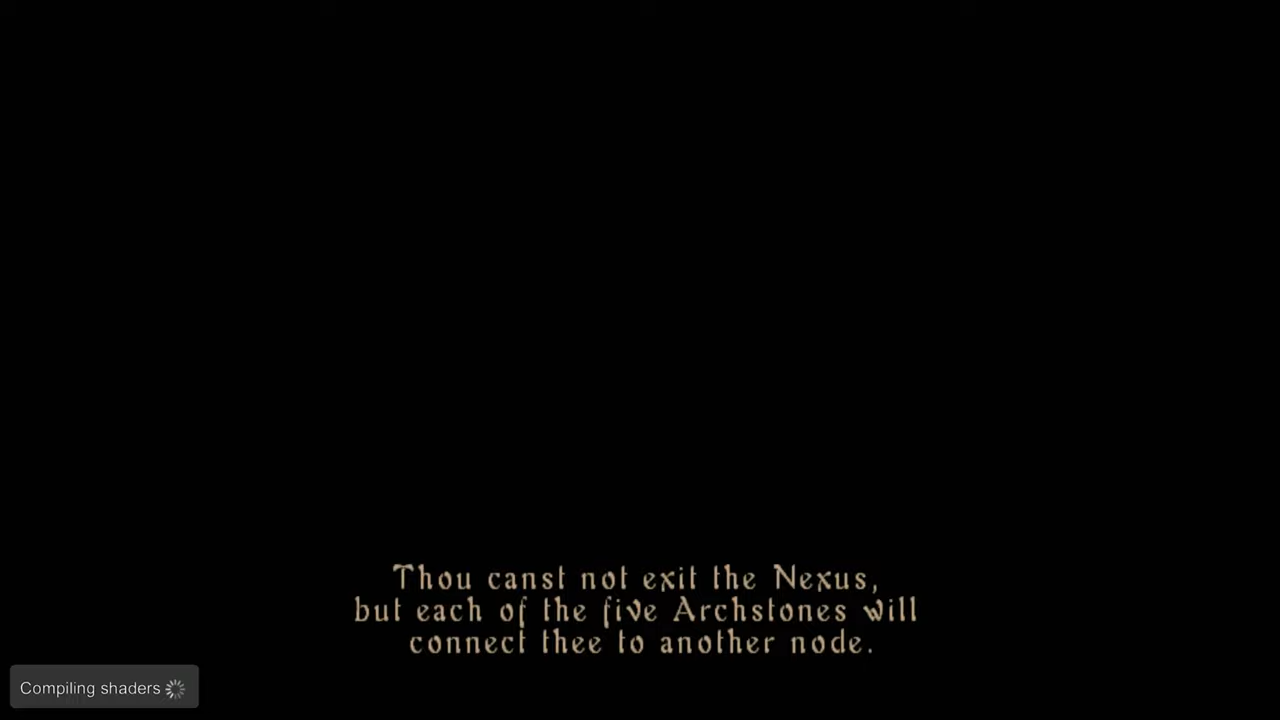 Thou canst not exit the Nexus,
but each of the five Archstones will
connect thee to another node.
Compiling shaders